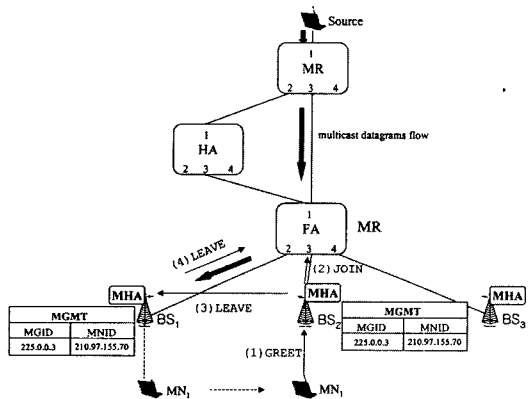 Source
1
MR
2 3 4
multicast datagrams flow
1
HA
2 3 4
1
FA
2 3 4
MR
(4) LEAVE
(2) JOIN
MHA
(3) LEAVE
MHA
MHA
BS1
BS2
BS3
MGMT
MGID MNID
225.0.0.3 210.97.155.70
MGMT
MGID MNID
225.0.0.3 210.97.155.70
(1) GREET
MN1
MN1